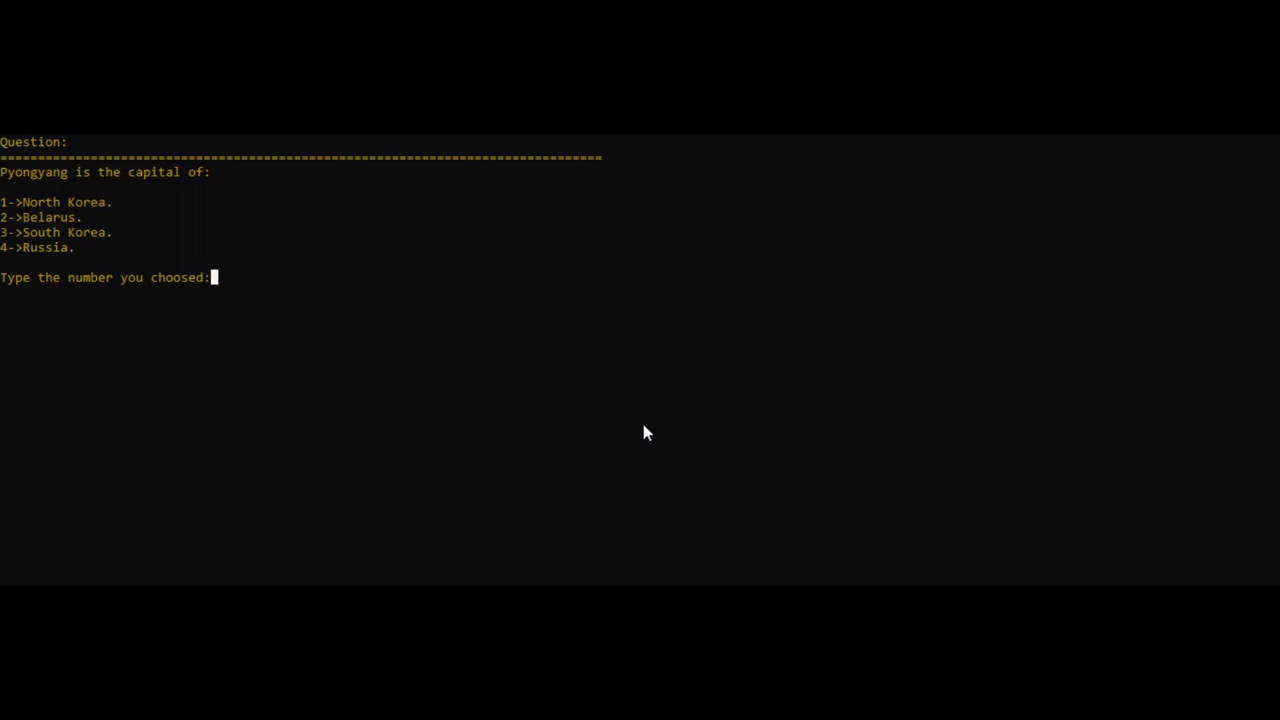 Question:
================================================================================
Pyongyang is the capital of:
1->North Korea.
2->Belarus.
3->South Korea.
4->Russia.
Type the number you choosed: